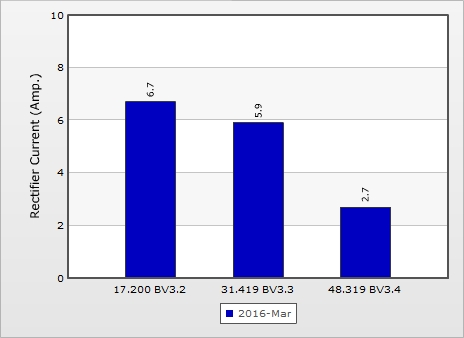 10
8
6
4
2
0
Rectifier Current (Amp.)
6.7
5.9
2.7
17.200 BV3.2
31.419 BV3.3
48.319 BV3.4
2016-Mar